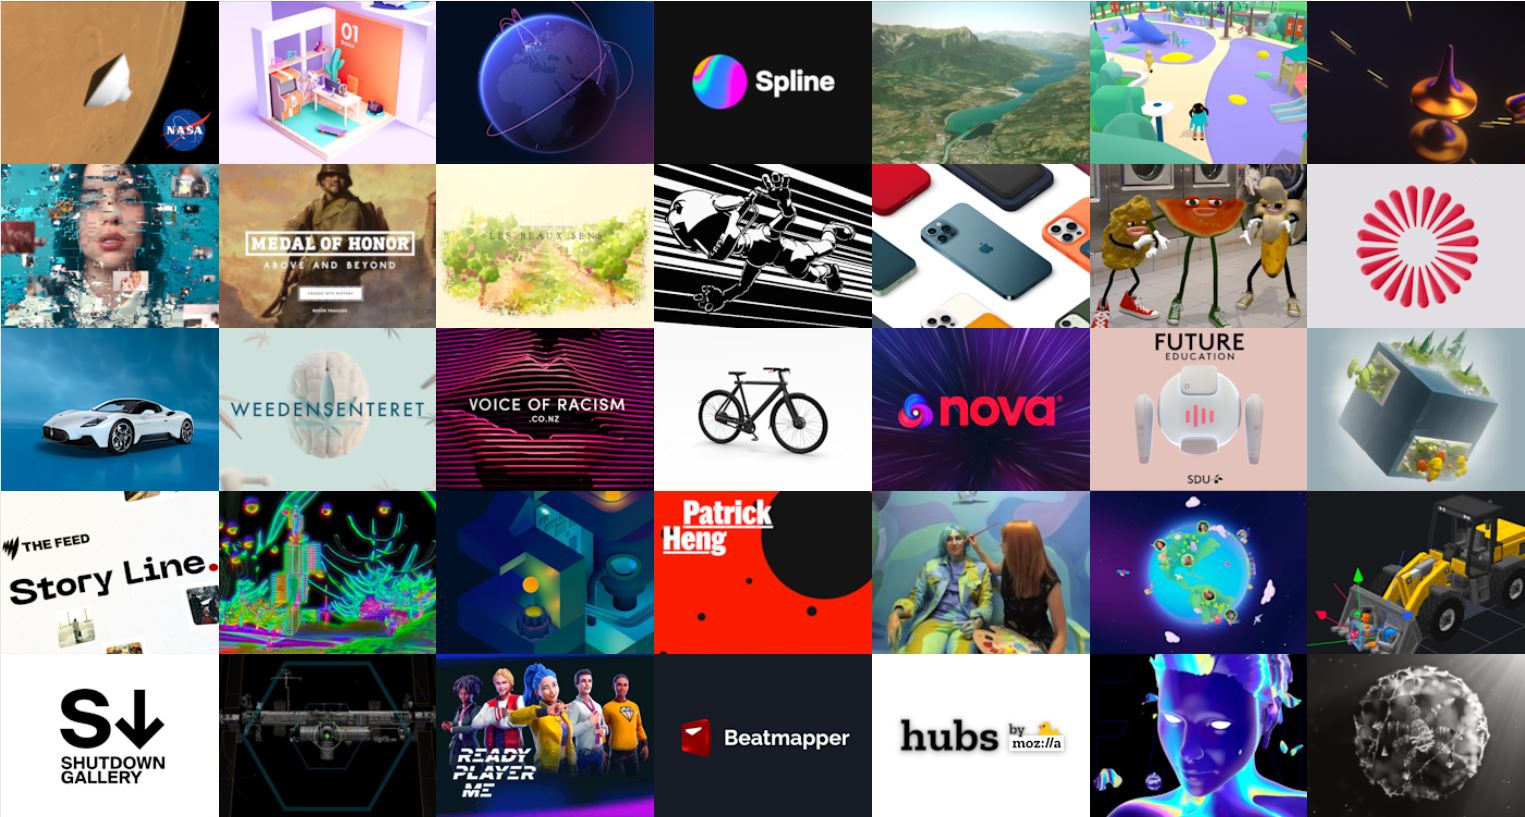 NASA
01
Spline
MEDAL OF HONOR
ABOVE AND BEYOND
LES BEAUX SENS
WEEDENSENTERET
VOICE OF RACISM
.CO.NZ
nova®
FUTURE
EDUCATION
SDU
THE FEED
Story Line.
Patrick
Heng
S↓
SHUTDOWN
GALLERY
READY
PLAYER
ME
Beatmapper
hubs by
moz://a